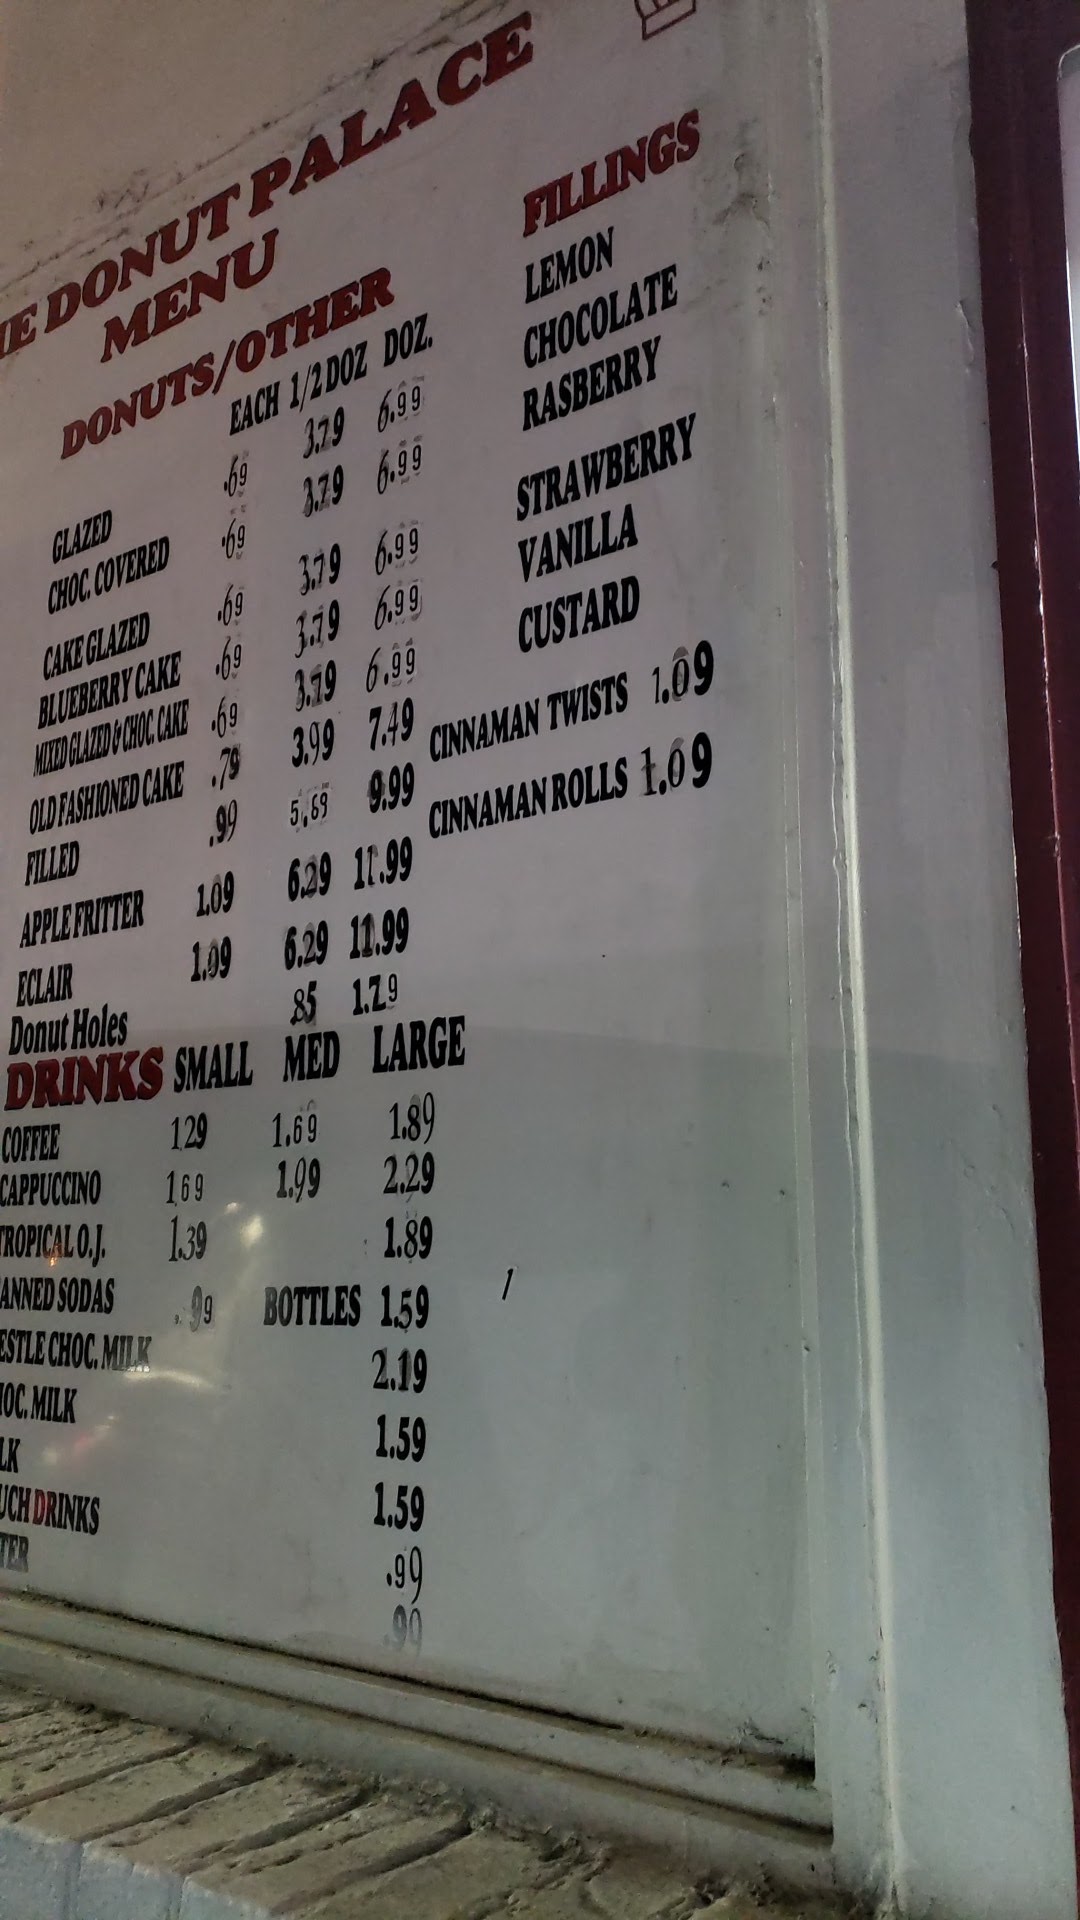 DONUT PALACE
MENU
DONUTS/OTHER
EACH 1/2 DOZ DOZ.
GLAZED .69 3.79 6.99
CHOC. COVERED .69 3.79 6.99
CAKE GLAZED .69 3.79 6.99
BLUEBERRY CAKE .69 3.79 6.99
MIXED GLAZED & CHOC. CAKE .69 3.79 6.99
OLD FASHIONED CAKE .79 3.99 7.49
FILLED .99 5.69 9.99
APPLE FRITTER 1.09 6.29 11.99
ECLAIR 1.09 6.29 11.99
Donut Holes .85 1.79
FILLINGS
LEMON
CHOCOLATE
RASBERRY
STRAWBERRY
VANILLA
CUSTARD
CINNAMAN TWISTS 1.09
CINNAMAN ROLLS 1.09
DRINKS SMALL MED LARGE
COFFEE 1.29 1.69 1.89
CAPPUCCINO 1.69 1.99 2.29
TROPICAL O.J. 1.39 1.89
ANNED SODAS .99 BOTTLES 1.59
ESTLE CHOC. MILK 2.19
OC. MILK 1.59
LK 1.59
UCH DRINKS .99
TER .99